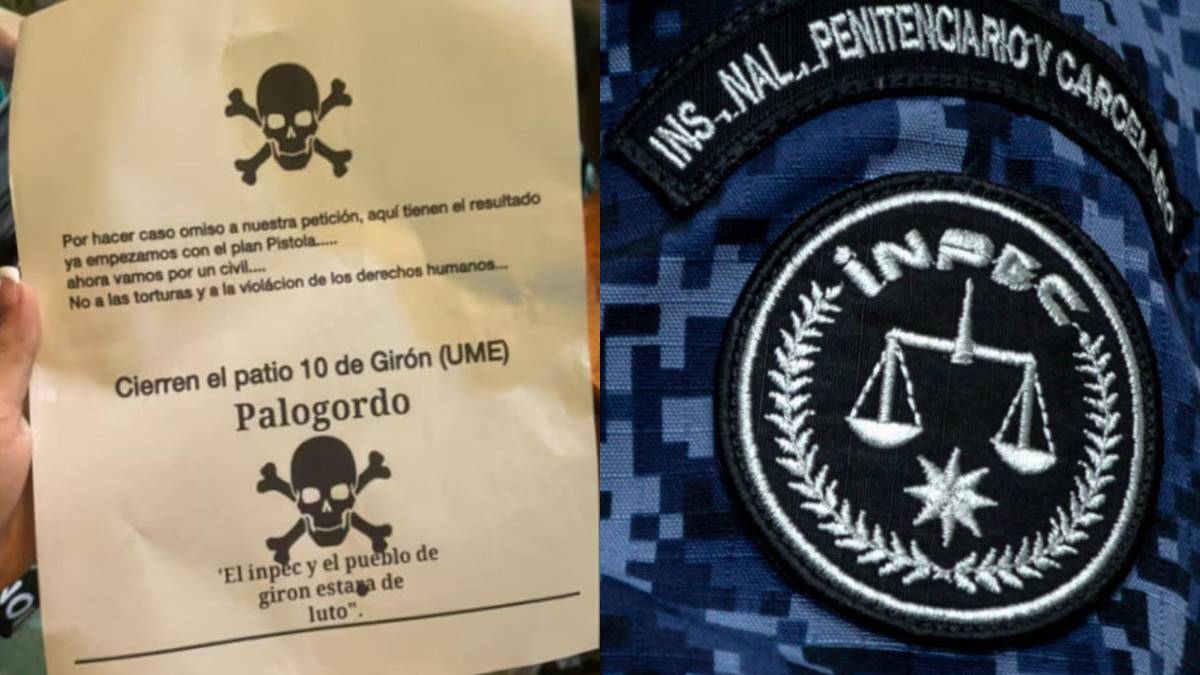 Por hacer caso omiso a nuestra petición, aquí tienen el resultado
ya empezamos con el plan Pistola.....
ahora vamos por un civil....
No a las torturas y a la violácion de los derechos humanos...
Cierren el patio 10 de Girón (UME)
Palogordo
'El inpec y el pueblo de
giron estara de
luto".
INS. NAL. PENITENCIARIO Y CARCELARIO
INPEC